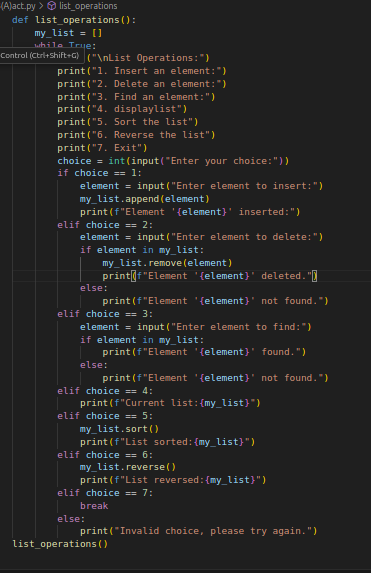 (A)act.py > list_operations
def list_operations():
    my_list = []
    while True:
Control (Ctrl+Shift+G)
("\nList Operations:")
        print("1. Insert an element:")
        print("2. Delete an element:")
        print("3. Find an element:")
        print("4. displaylist")
        print("5. Sort the list")
        print("6. Reverse the list")
        print("7. Exit")
        choice = int(input("Enter your choice:"))
        if choice == 1:
            element = input("Enter element to insert:")
            my_list.append(element)
            print(f"Element '{element}' inserted:")
        elif choice == 2:
            element = input("Enter element to delete:")
            if element in my_list:
                my_list.remove(element)
                print(f"Element '{element}' deleted.")
            else:
                print(f"Element '{element}' not found.")
        elif choice == 3:
            element = input("Enter element to find:")
            if element in my_list:
                print(f"Element '{element}' found.")
            else:
                print(f"Element '{element}' not found.")
        elif choice == 4:
            print(f"Current list:{my_list}")
        elif choice == 5:
            my_list.sort()
            print(f"List sorted:{my_list}")
        elif choice == 6:
            my_list.reverse()
            print(f"List reversed:{my_list}")
        elif choice == 7:
            break
        else:
            print("Invalid choice, please try again.")
list_operations()